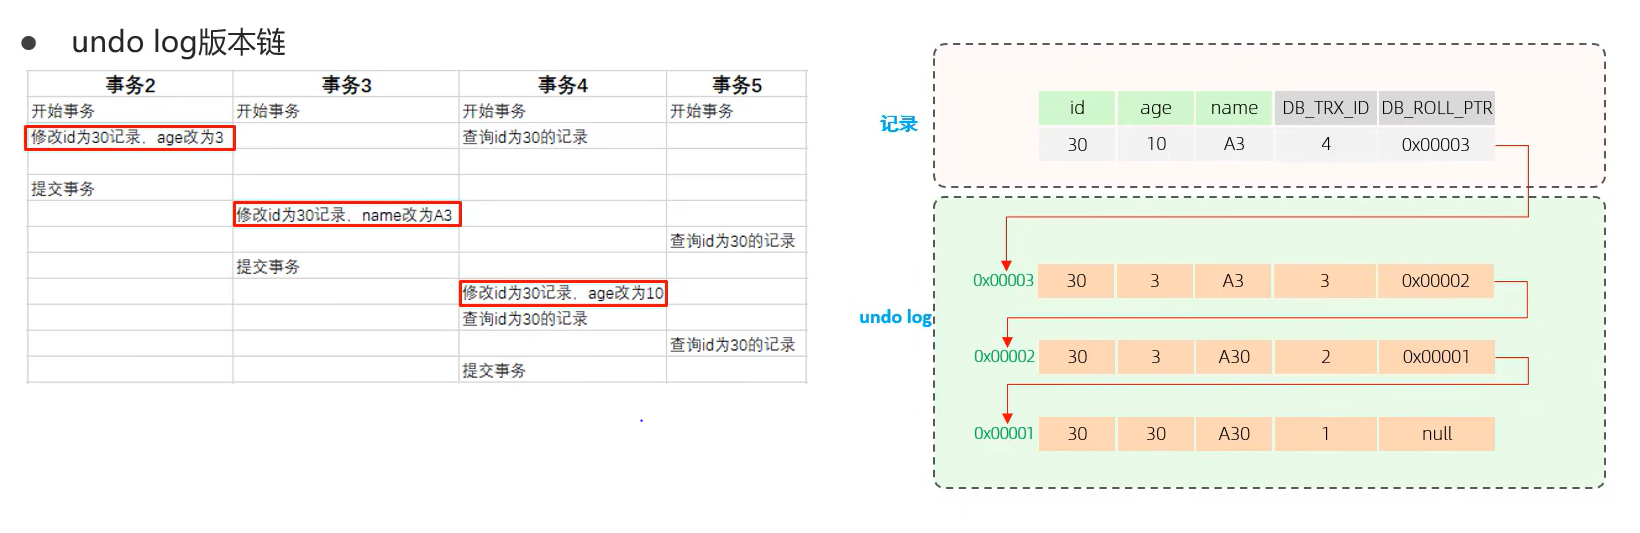 ● undo log版本链
事务2 事务3 事务4 事务5
开始事务 开始事务 开始事务 开始事务
修改id为30记录，age改为3 查询id为30的记录
提交事务
修改id为30记录，name改为A3
查询id为30的记录
提交事务
修改id为30记录，age改为10
查询id为30的记录
查询id为30的记录
提交事务
记录
id age name DB_TRX_ID DB_ROLL_PTR
30 10 A3 4 0x00003
undo log
0x00003 30 3 A3 3 0x00002
0x00002 30 3 A30 2 0x00001
0x00001 30 30 A30 1 null